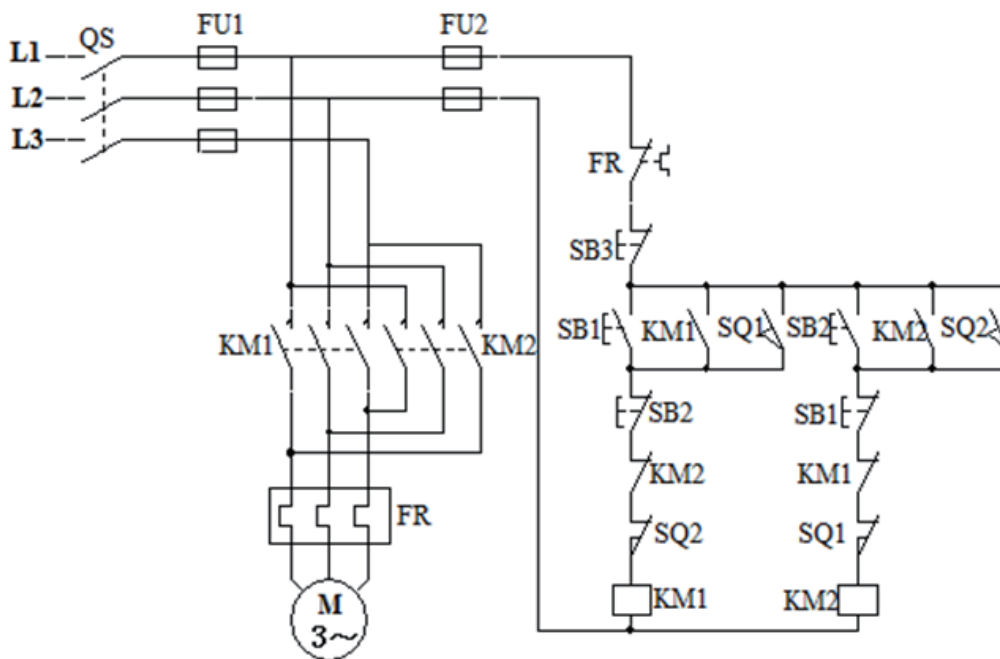 FU1 FU2
L1 QS
L2
L3
FR
SB3
SB1 KM1 SQ1 SB2 KM2 SQ2
KM1 KM2
SB2 SB1
KM2 KM1
FR
SQ2 SQ1
KM1 KM2
M
3~